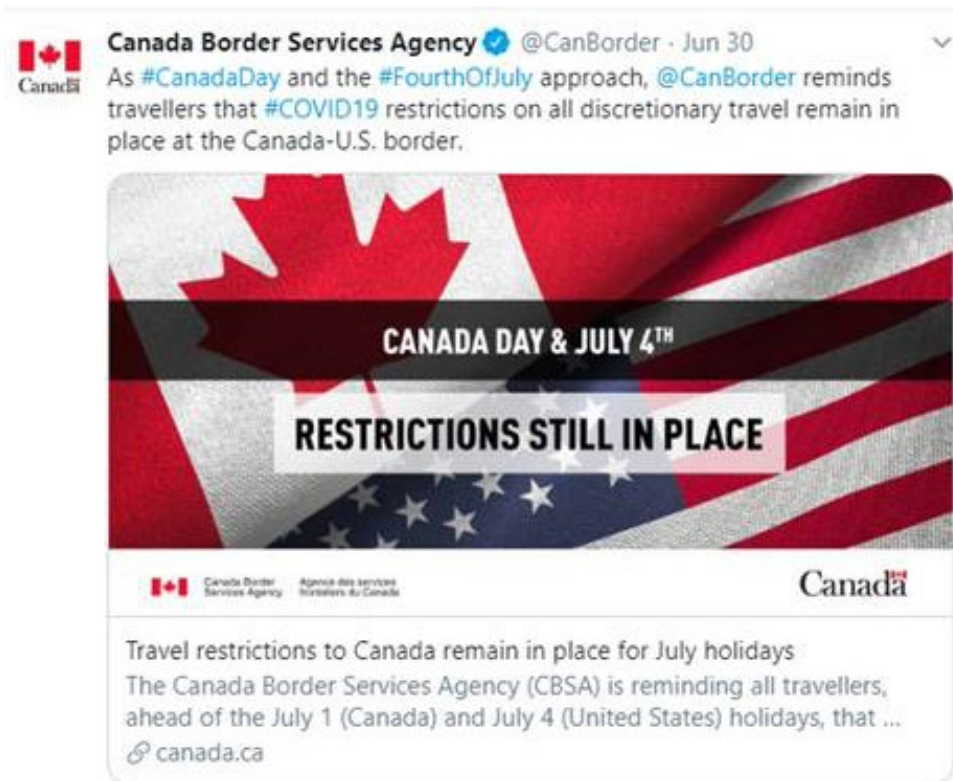 Canada Border Services Agency @CanBorder · Jun 30
Canada
As #CanadaDay and the #FourthOfJuly approach, @CanBorder reminds
travellers that #COVID19 restrictions on all discretionary travel remain in
place at the Canada-U.S. border.
CANADA DAY & JULY 4TH
RESTRICTIONS STILL IN PLACE
Canada Border Agence des services
Services Agency frontaliers du Canada
Canada
Travel restrictions to Canada remain in place for July holidays
The Canada Border Services Agency (CBSA) is reminding all travellers,
ahead of the July 1 (Canada) and July 4 (United States) holidays, that ...
canada.ca